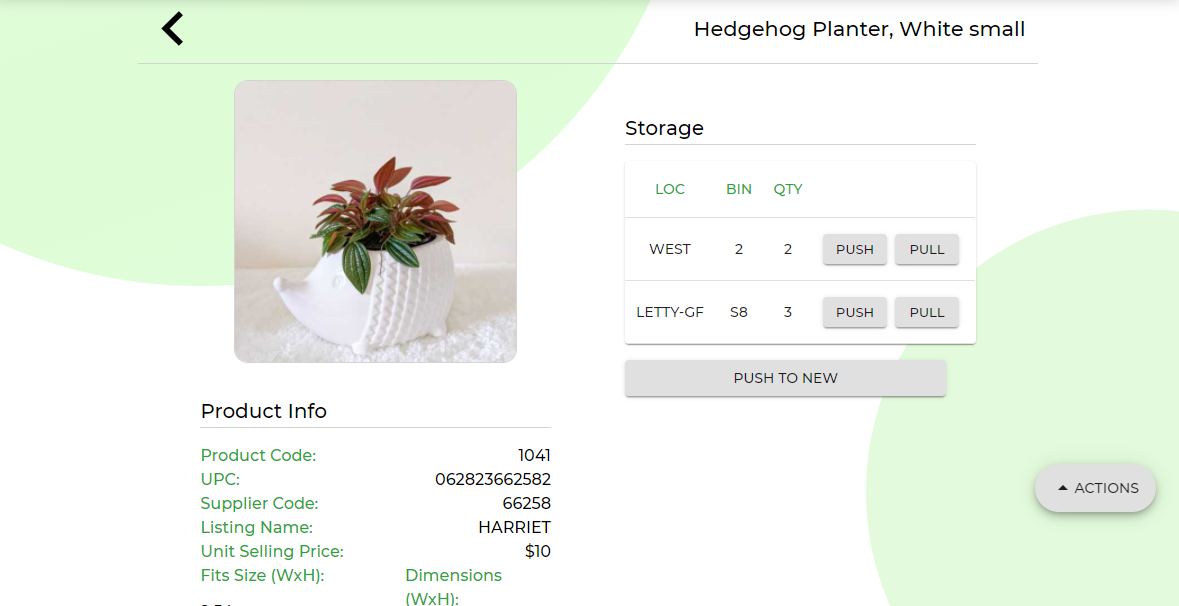 Hedgehog Planter, White small
Storage
LOC BIN QTY
WEST 2 2 PUSH PULL
LETTY-GF S8 3 PUSH PULL
PUSH TO NEW
Product Info
Product Code: 1041
UPC: 062823662582
Supplier Code: 66258
Listing Name: HARRIET
Unit Selling Price: $10
Fits Size (WxH): Dimensions
(WxH):
ACTIONS